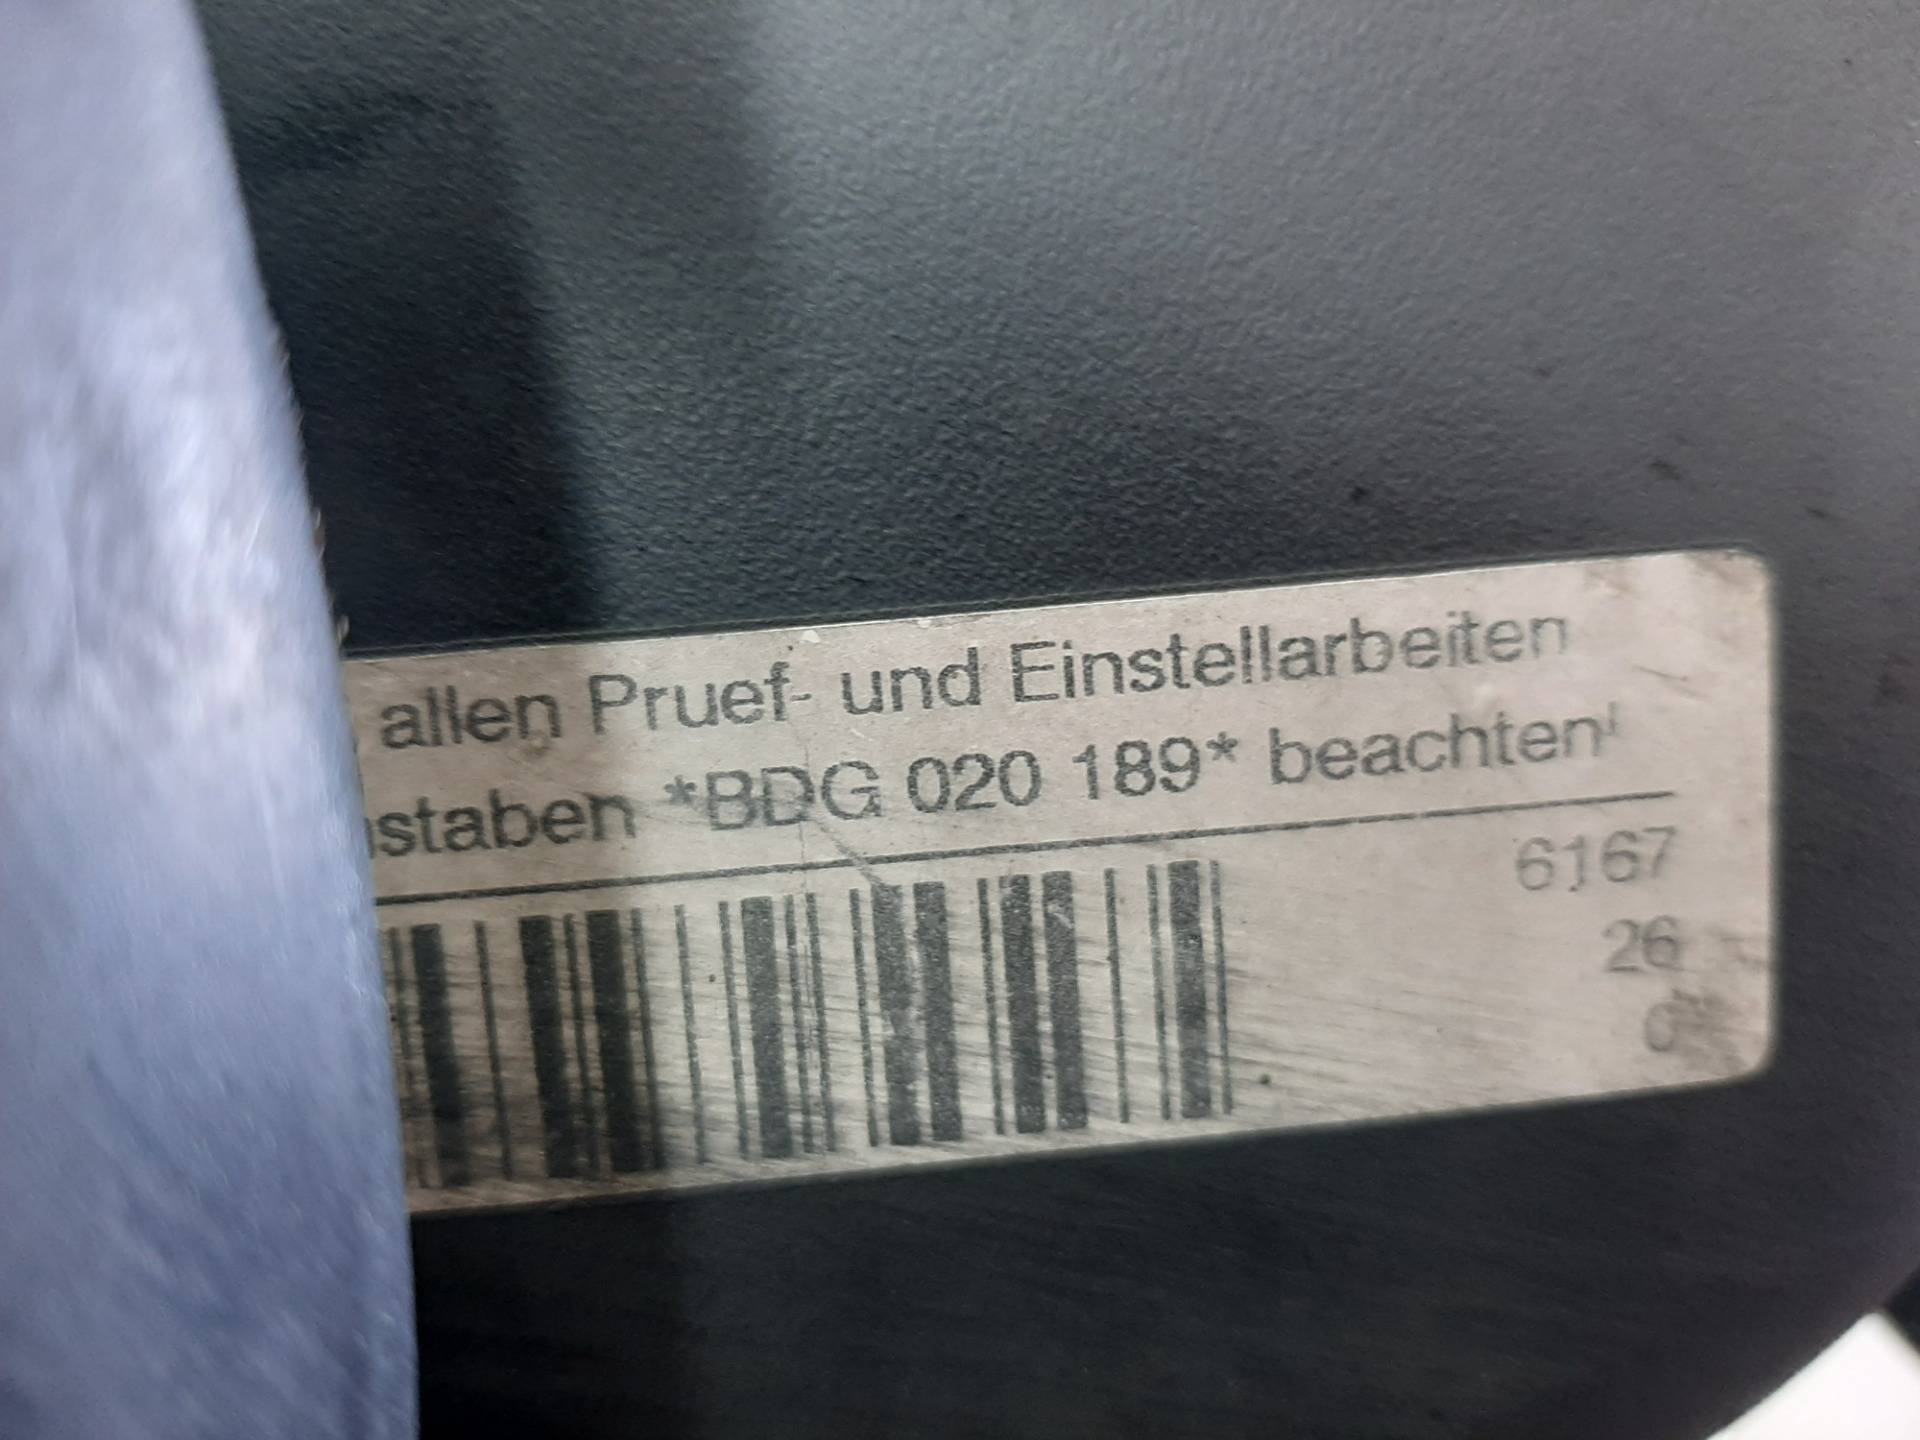 allen Pruef- und Einstellarbeiten
staben *BDG 020 189* beachten!
6167
26